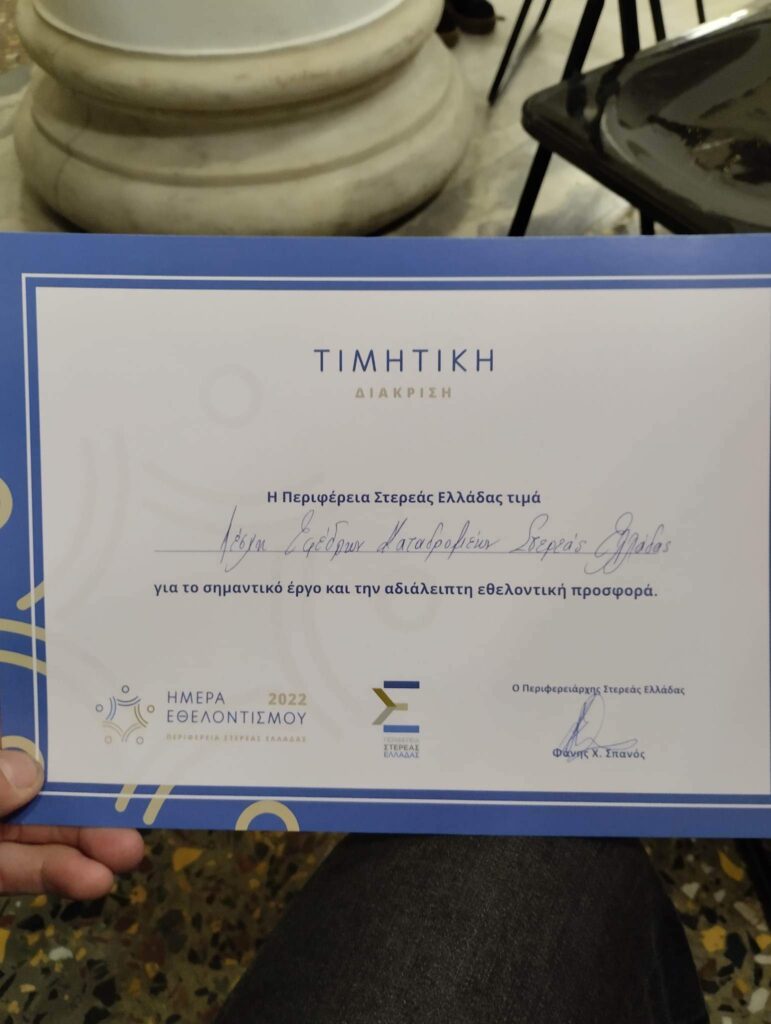 ΤΙΜΗΤΙΚΗ
ΔΙΑΚΡΙΣΗ
Η Περιφέρεια Στερεάς Ελλάδας τιμά
Λέσχη Εφέδρων Καταδρομέων Στερεάς Ελλάδας
για το σημαντικό έργο και την αδιάλειπτη εθελοντική προσφορά.
ΗΜΕΡΑ 2022
ΕΘΕΛΟΝΤΙΣΜΟΥ
ΠΕΡΙΦΕΡΕΙΑ ΣΤΕΡΕΑΣ ΕΛΛΑΔΑΣ
ΠΕΡΙΦΕΡΕΙΑ
ΣΤΕΡΕΑΣ
ΕΛΛΑΔΑΣ
Ο Περιφερειάρχης Στερεάς Ελλάδας
Φάνης Χ. Σπανός